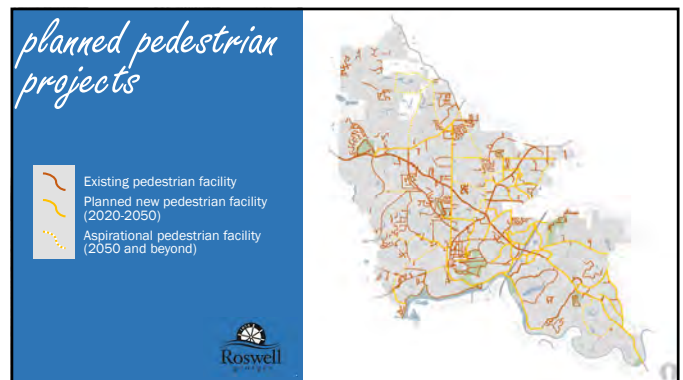 planned pedestrian
projects
Existing pedestrian facility
Planned new pedestrian facility
(2020-2050)
Aspirational pedestrian facility
(2050 and beyond)
Roswell
georgia